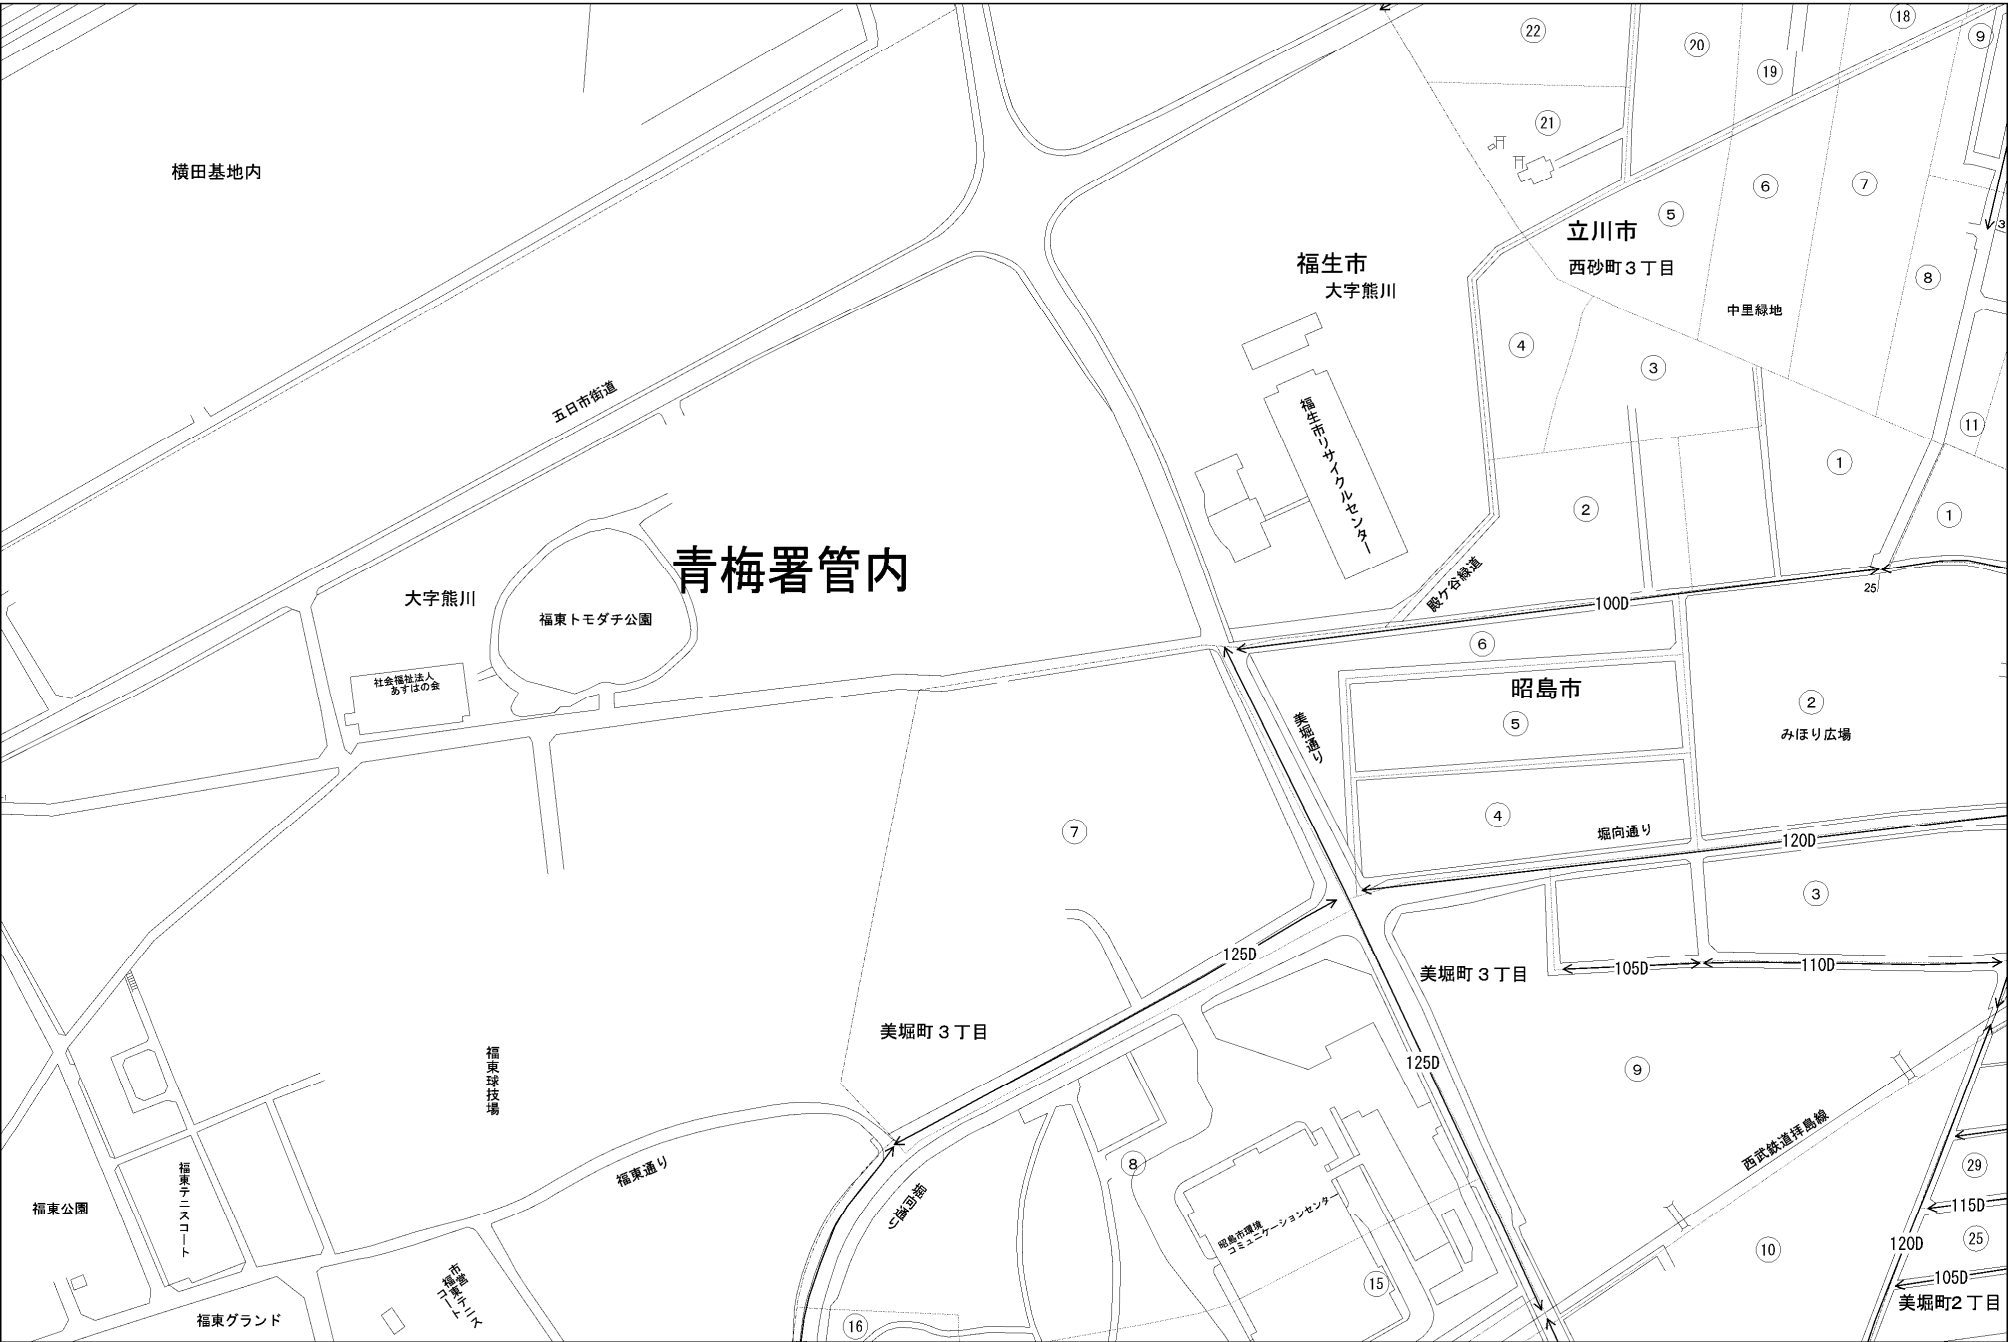 22
20
18
9
19
21
横田基地内
6
7
5
立川市
西砂町3丁目
3
福生市
大字熊川
8
中里緑地
4
3
五日市街道
福生市リサイクルセンター
11
1
2
1
青梅署管内
殿ケ谷緑道
25
大字熊川
100D
福東トモダチ公園
6
社会福祉法人
あすはの会
昭島市
5
2
みほり広場
美堀通り
4
堀向通り
120D
7
3
125D
美堀町3丁目
105D
110D
美堀町3丁目
125D
9
福東球技場
西武鉄道拝島線
8
29
福東通り
福東テニスコート
福東公園
堀向通り
昭島市環境
コミュニケーションセンター
115D
120D
25
10
15
105D
市営
福東テニス
コート
美堀町2丁目
福東グランド
16